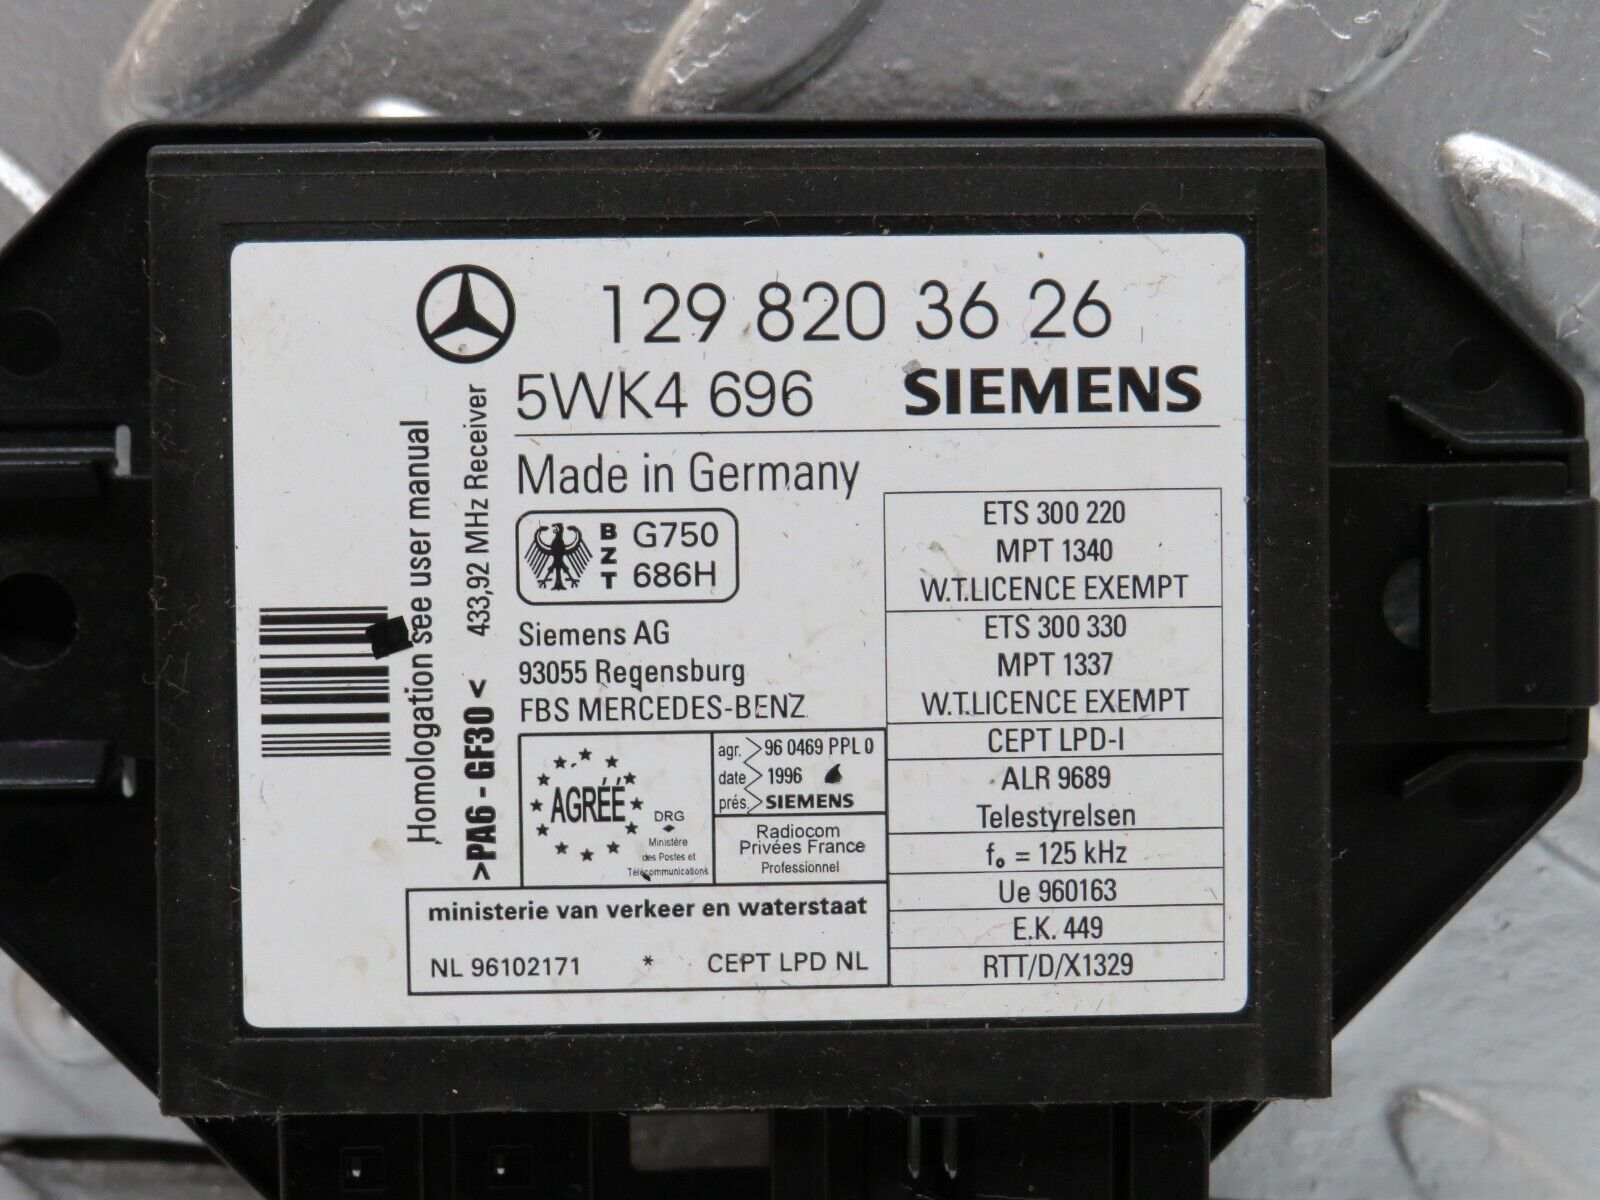 129 820 36 26
5WK4 696 SIEMENS
Made in Germany
BZT G750
686H
Siemens AG
93055 Regensburg
FBS MERCEDES-BENZ
Homologation see user manual
>PA6 - GF30< 433,92 MHz Receiver
AGRÉÉ
DRG
Ministère
des Postes et
Télécommunications
agr. 96 0469 PPL 0
date 1996
prés. SIEMENS
Radiocom
Privées France
Professionnel
ministerie van verkeer en waterstaat
NL 96102171 * CEPT LPD NL
ETS 300 220
MPT 1340
W.T.LICENCE EXEMPT
ETS 300 330
MPT 1337
W.T.LICENCE EXEMPT
CEPT LPD-I
ALR 9689
Telestyrelsen
f₀ = 125 kHz
Ue 960163
E.K. 449
RTT/D/X1329